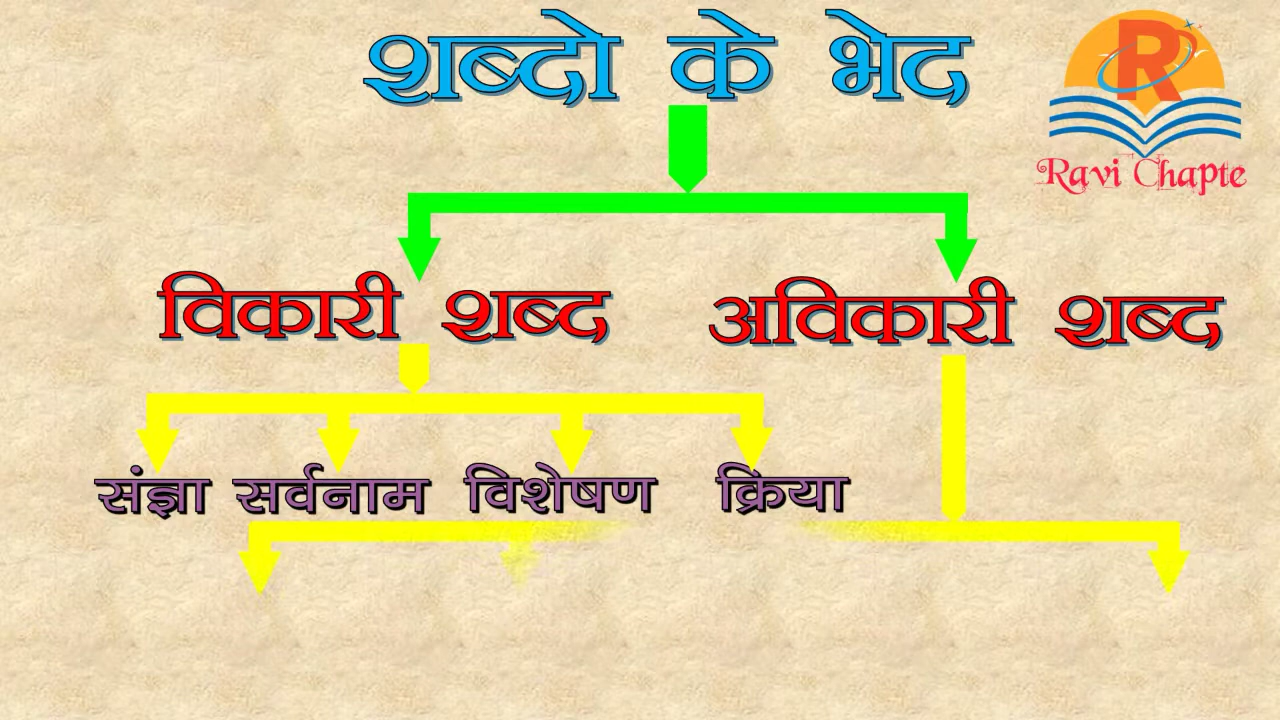 शब्दो के भेद
R
Ravi Chapte
विकारी शब्द अविकारी शब्द
संज्ञा सर्वनाम विशेषण क्रिया